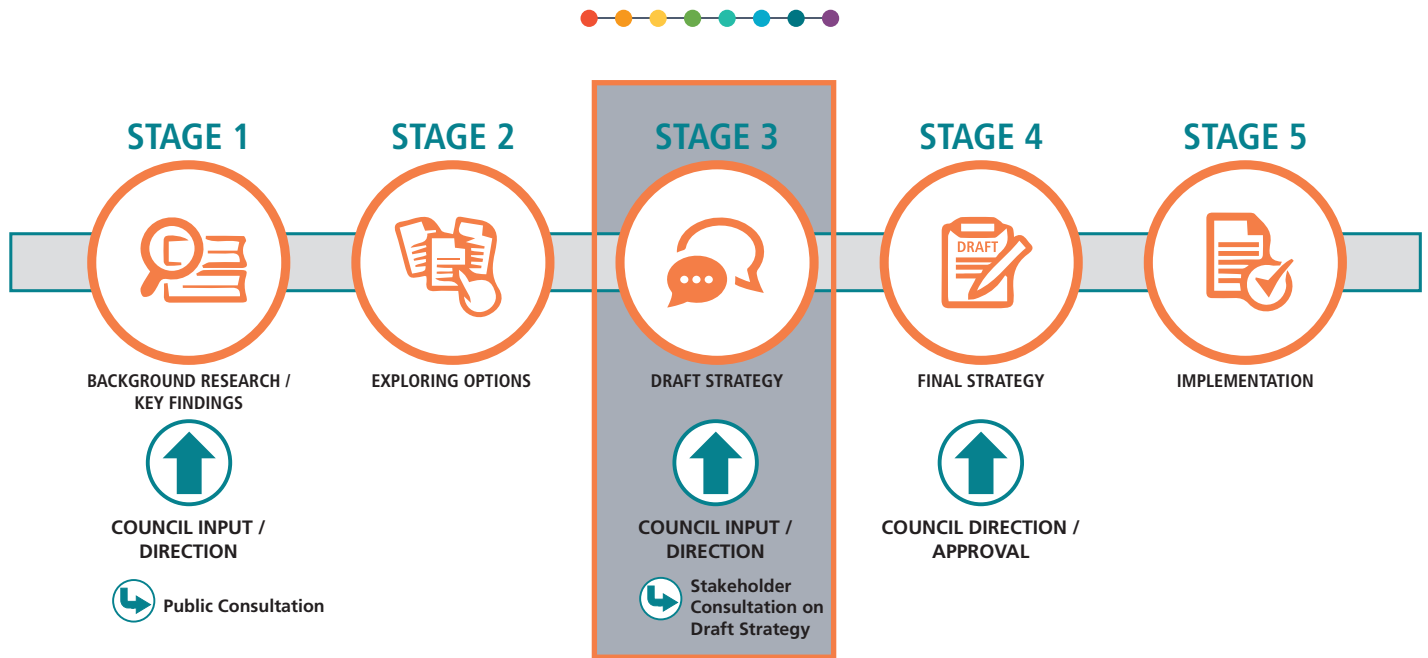 STAGE 1
STAGE 2
STAGE 3
STAGE 4
STAGE 5
DRAFT
BACKGROUND RESEARCH /
KEY FINDINGS
EXPLORING OPTIONS
DRAFT STRATEGY
FINAL STRATEGY
IMPLEMENTATION
COUNCIL INPUT /
DIRECTION
Public Consultation
COUNCIL INPUT /
DIRECTION
Stakeholder
Consultation on
Draft Strategy
COUNCIL DIRECTION /
APPROVAL